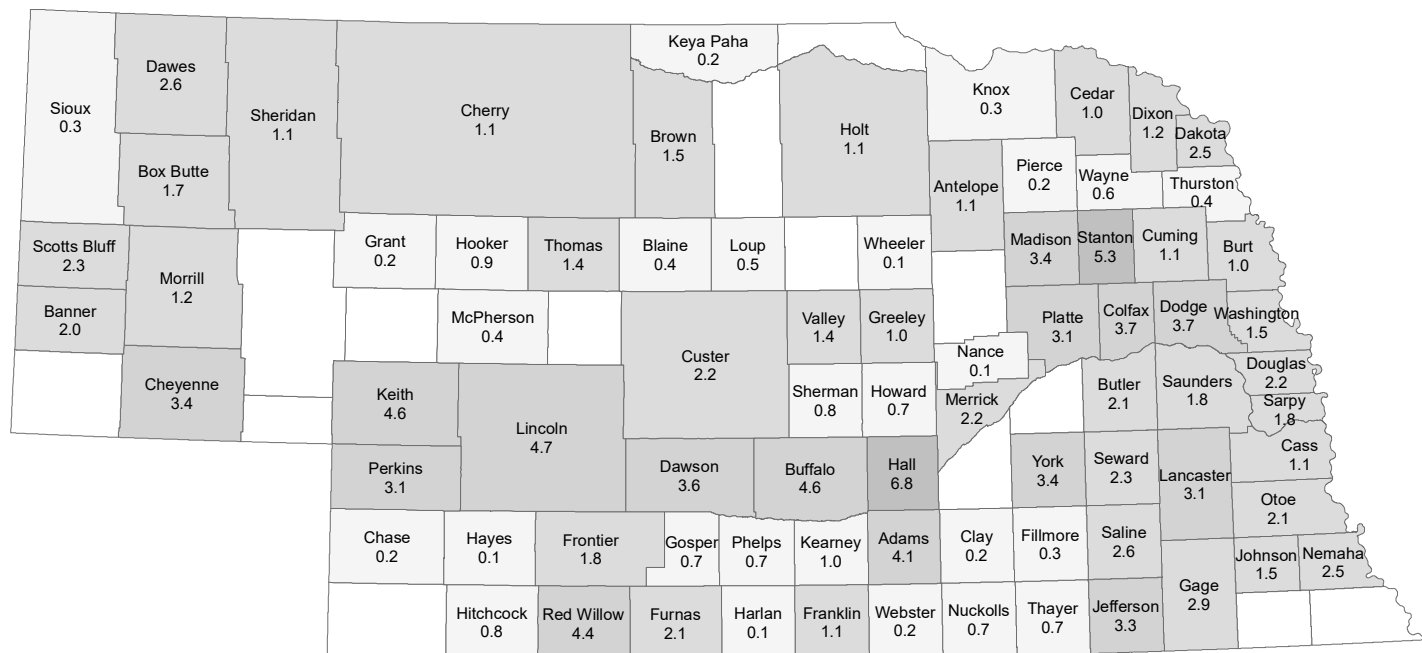 Keya Paha
0.2
Dawes
2.6
Sioux
0.3
Sheridan
1.1
Cherry
1.1
Brown
1.5
Holt
1.1
Knox
0.3
Cedar
1.0
Dixon
1.2
Dakota
2.5
Box Butte
1.7
Antelope
1.1
Pierce
0.2
Wayne
0.6
Thurston
0.4
Scotts Bluff
2.3
Morrill
1.2
Grant
0.2
Hooker
0.9
Thomas
1.4
Blaine
0.4
Loup
0.5
Wheeler
0.1
Madison
3.4
Stanton
5.3
Cuming
1.1
Burt
1.0
Banner
2.0
McPherson
0.4
Custer
2.2
Valley
1.4
Greeley
1.0
Platte
3.1
Colfax
3.7
Dodge
3.7
Washington
1.5
Nance
0.1
Cheyenne
3.4
Keith
4.6
Lincoln
4.7
Sherman
0.8
Howard
0.7
Merrick
2.2
Butler
2.1
Saunders
1.8
Douglas
2.2
Sarpy
1.8
Perkins
3.1
Dawson
3.6
Buffalo
4.6
Hall
6.8
York
3.4
Seward
2.3
Lancaster
3.1
Cass
1.1
Otoe
2.1
Chase
0.2
Hayes
0.1
Frontier
1.8
Gosper
0.7
Phelps
0.7
Kearney
1.0
Adams
4.1
Clay
0.2
Fillmore
0.3
Saline
2.6
Gage
2.9
Johnson
1.5
Nemaha
2.5
Hitchcock
0.8
Red Willow
4.4
Furnas
2.1
Harlan
0.1
Franklin
1.1
Webster
0.2
Nuckolls
0.7
Thayer
0.7
Jefferson
3.3